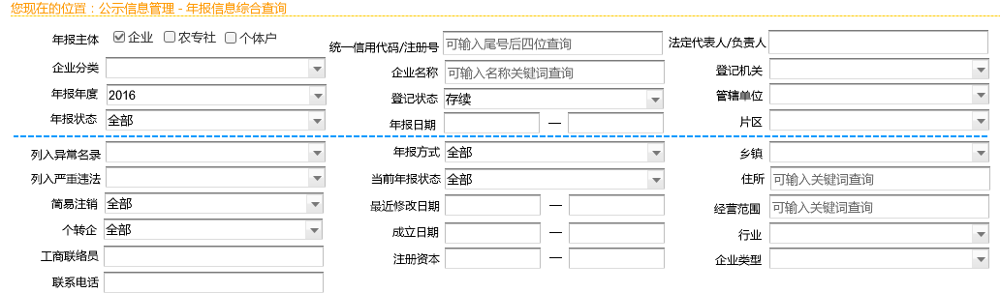 您现在的位置：公示信息管理 - 年报信息综合查询
年报主体 企业 农专社 个体户 统一信用代码/注册号 可输入尾号后四位查询 法定代表人/负责人
企业分类 企业名称 可输入名称关键词查询 登记机关
年报年度 2016 登记状态 存续 管辖单位
年报状态 全部 年报日期 — 片区
列入异常名录 年报方式 全部 乡镇
列入严重违法 当前年报状态 全部 住所 可输入关键词查询
简易注销 全部 最近修改日期 — 经营范围 可输入关键词查询
个转企 全部 成立日期 — 行业
工商联络员 注册资本 — 企业类型
联系电话